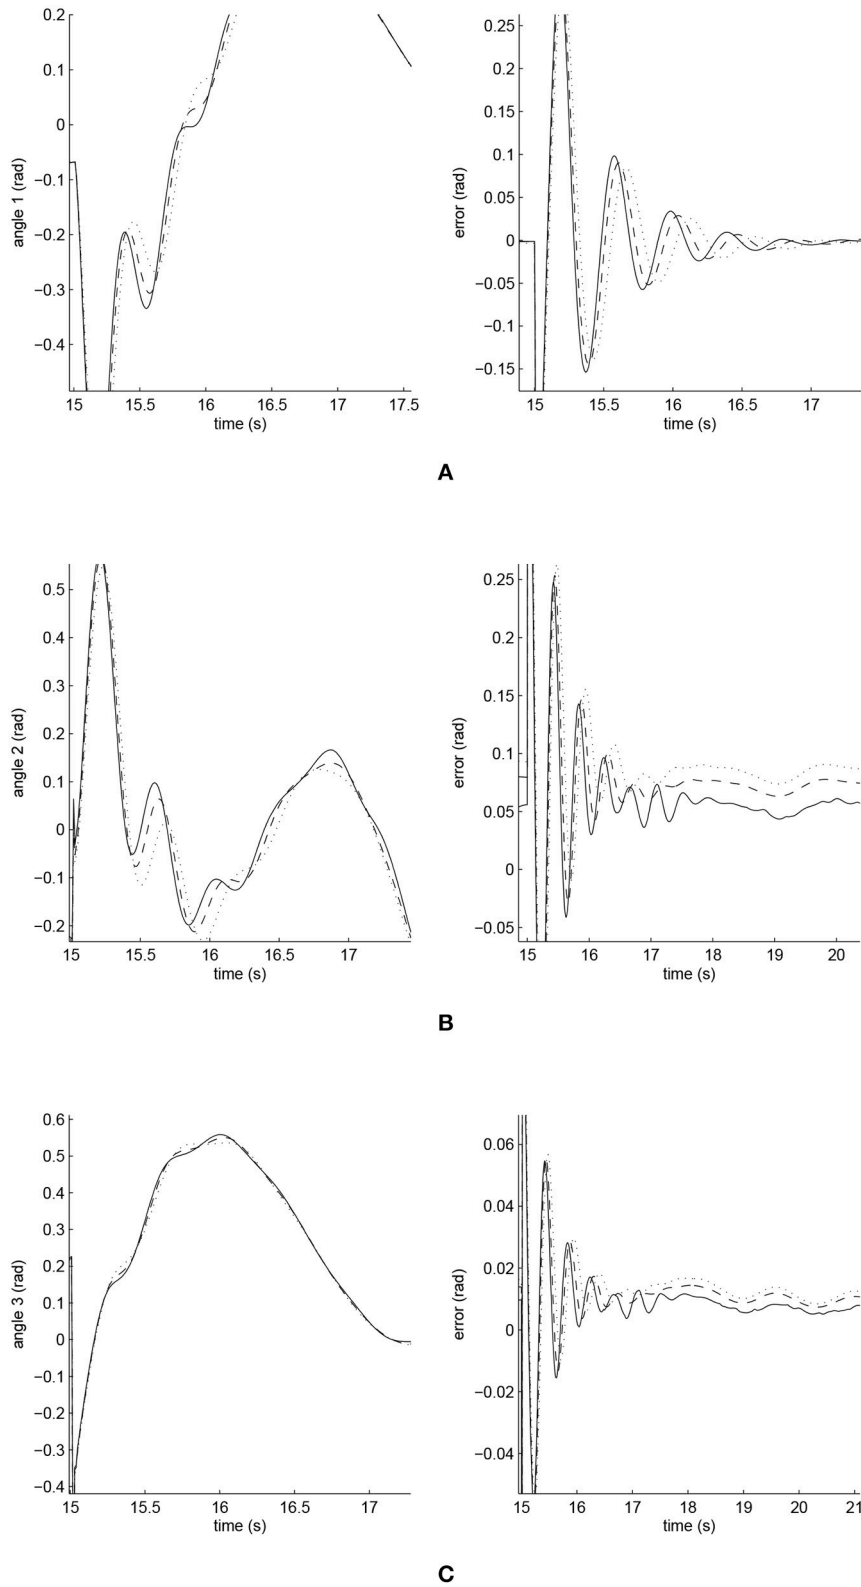 0.2
0.1
0
−0.1
−0.2
−0.3
−0.4
angle 1 (rad)
15 15.5 16 16.5 17 17.5
time (s)
0.25
0.2
0.15
0.1
0.05
0
−0.05
−0.1
−0.15
error (rad)
15 15.5 16 16.5 17
time (s)
A
0.5
0.4
0.3
0.2
0.1
0
−0.1
−0.2
angle 2 (rad)
15 15.5 16 16.5 17
time (s)
0.25
0.2
0.15
0.1
0.05
0
−0.05
error (rad)
15 16 17 18 19 20
time (s)
B
0.6
0.5
0.4
0.3
0.2
0.1
0
−0.1
−0.2
−0.3
−0.4
angle 3 (rad)
15 15.5 16 16.5 17
time (s)
0.06
0.04
0.02
0
−0.02
−0.04
error (rad)
15 16 17 18 19 20 21
time (s)
C